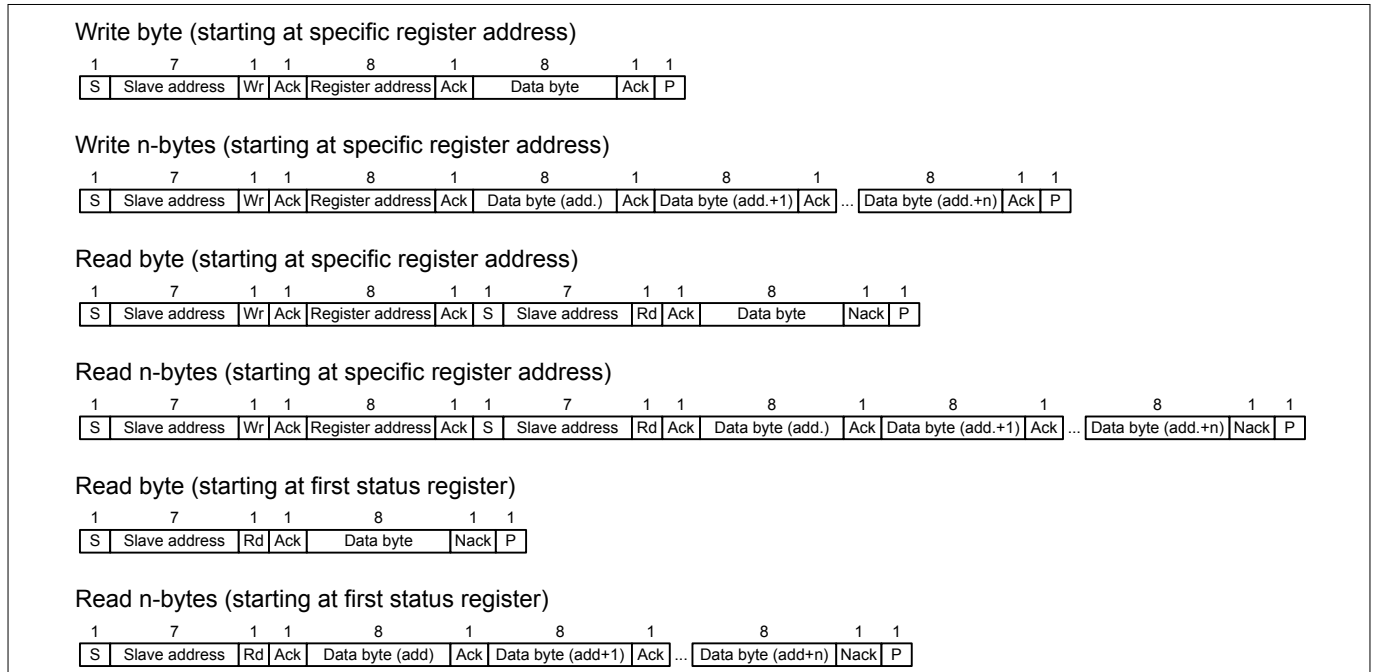 Write byte (starting at specific register address)
1 7 1 1 8 1 8 1 1
S Slave address Wr Ack Register address Ack Data byte Ack P
Write n-bytes (starting at specific register address)
1 7 1 1 8 1 8 1 8 1 8 1 1
S Slave address Wr Ack Register address Ack Data byte (add.) Ack Data byte (add.+1) Ack ... Data byte (add.+n) Ack P
Read byte (starting at specific register address)
1 7 1 1 8 1 1 7 1 1 8 1 1
S Slave address Wr Ack Register address Ack S Slave address Rd Ack Data byte Nack P
Read n-bytes (starting at specific register address)
1 7 1 1 8 1 1 7 1 1 8 1 8 1 8 1 1
S Slave address Wr Ack Register address Ack S Slave address Rd Ack Data byte (add.) Ack Data byte (add.+1) Ack ... Data byte (add.+n) Nack P
Read byte (starting at first status register)
1 7 1 1 8 1 1
S Slave address Rd Ack Data byte Nack P
Read n-bytes (starting at first status register)
1 7 1 1 8 1 8 1 8 1 1
S Slave address Rd Ack Data byte (add) Ack Data byte (add+1) Ack ... Data byte (add+n) Nack P